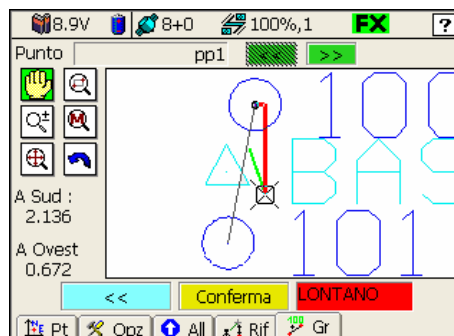 8.9V 8+0 100%,1 FX ?
Punto pp1 << >>
100
M
BAS
A Sud :
2.136
101
A Ovest
0.672
<< Conferma LONTANO
Pt Opz All Rif 100 Gr